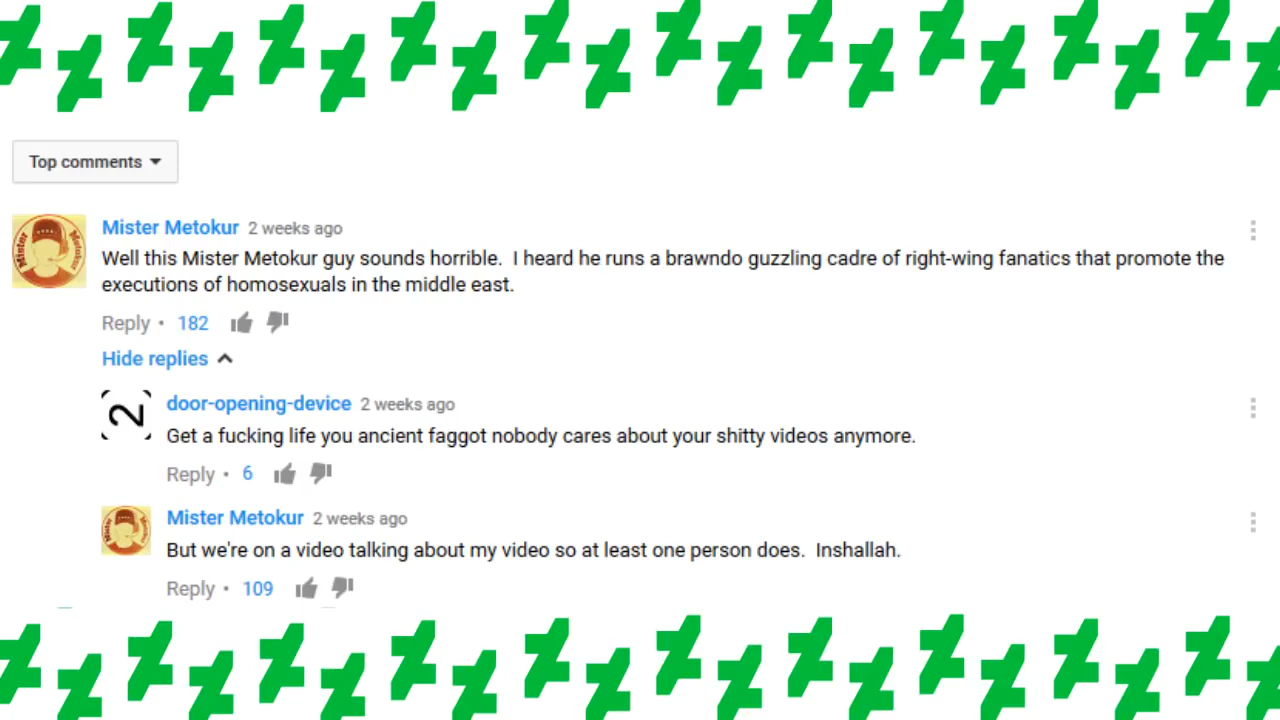 Top comments
Mister Metokur 2 weeks ago
Well this Mister Metokur guy sounds horrible.  I heard he runs a brawndo guzzling cadre of right-wing fanatics that promote the
executions of homosexuals in the middle east.
Reply • 182
Hide replies
door-opening-device 2 weeks ago
Get a fucking life you ancient faggot nobody cares about your shitty videos anymore.
Reply • 6
Mister Metokur 2 weeks ago
But we're on a video talking about my video so at least one person does.  Inshallah.
Reply • 109